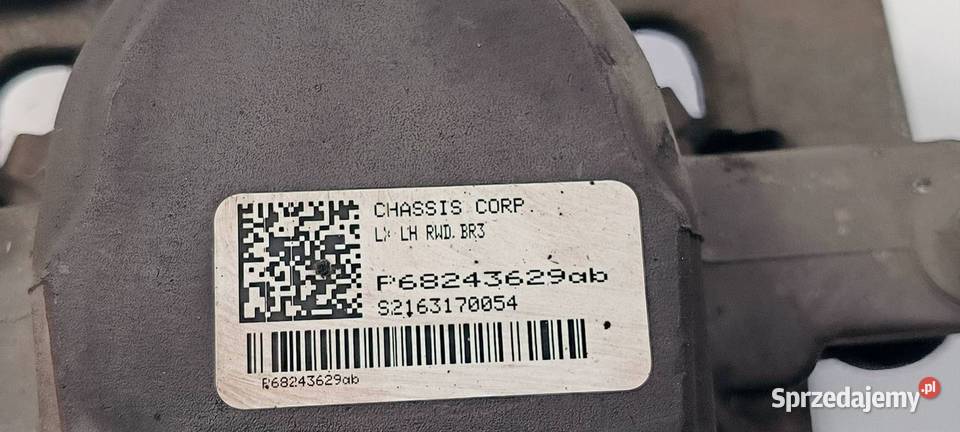 CHASSIS CORP.
LX LH RWD BR3
P68243629ab
S2163170054
P68243629ab
Sprzedajemy.pl